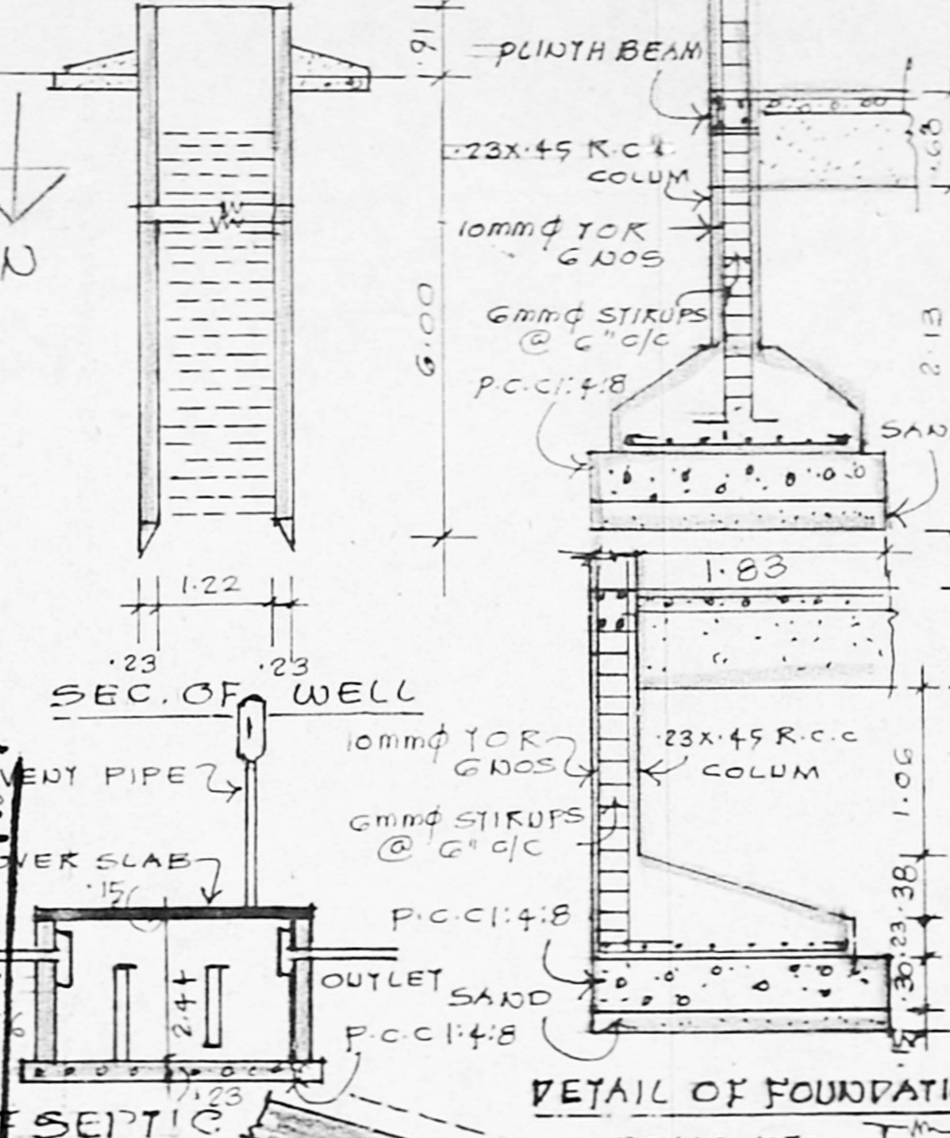 .91
6.00
N
1.22
.23
.23
SEC. OF WELL
VENT PIPE
OVER SLAB
.15
2.44
OUTLET
P.C.C 1:4:8
.23
SEPTIC
PLINTH BEAM
.23X.45 R.C.C
COLUM
10mmϕ TOR
6 NOS
6mmϕ STIRUPS
@ 6" C/C
P.C.C 1:4:8
.68
2.13
SAN
1.83
10mmϕ TOR
6 NOS
.23X.45 R.C.C
COLUM
6mmϕ STIRUPS
@ 6" C/C
P.C.C 1:4:8
SAND
1.06
.381
.23
.30
.15
DETAIL OF FOUNDATI